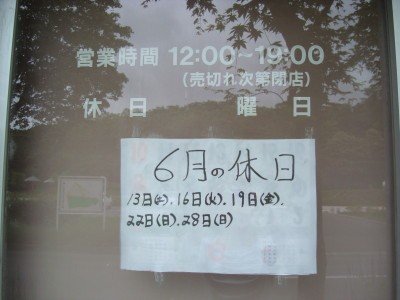 営業時間 12:00~19:00
(売切れ次第閉店)
休 日 曜 日
6月の休日
13日(土).16日(火).19日(金).
22日(日).28日(日)